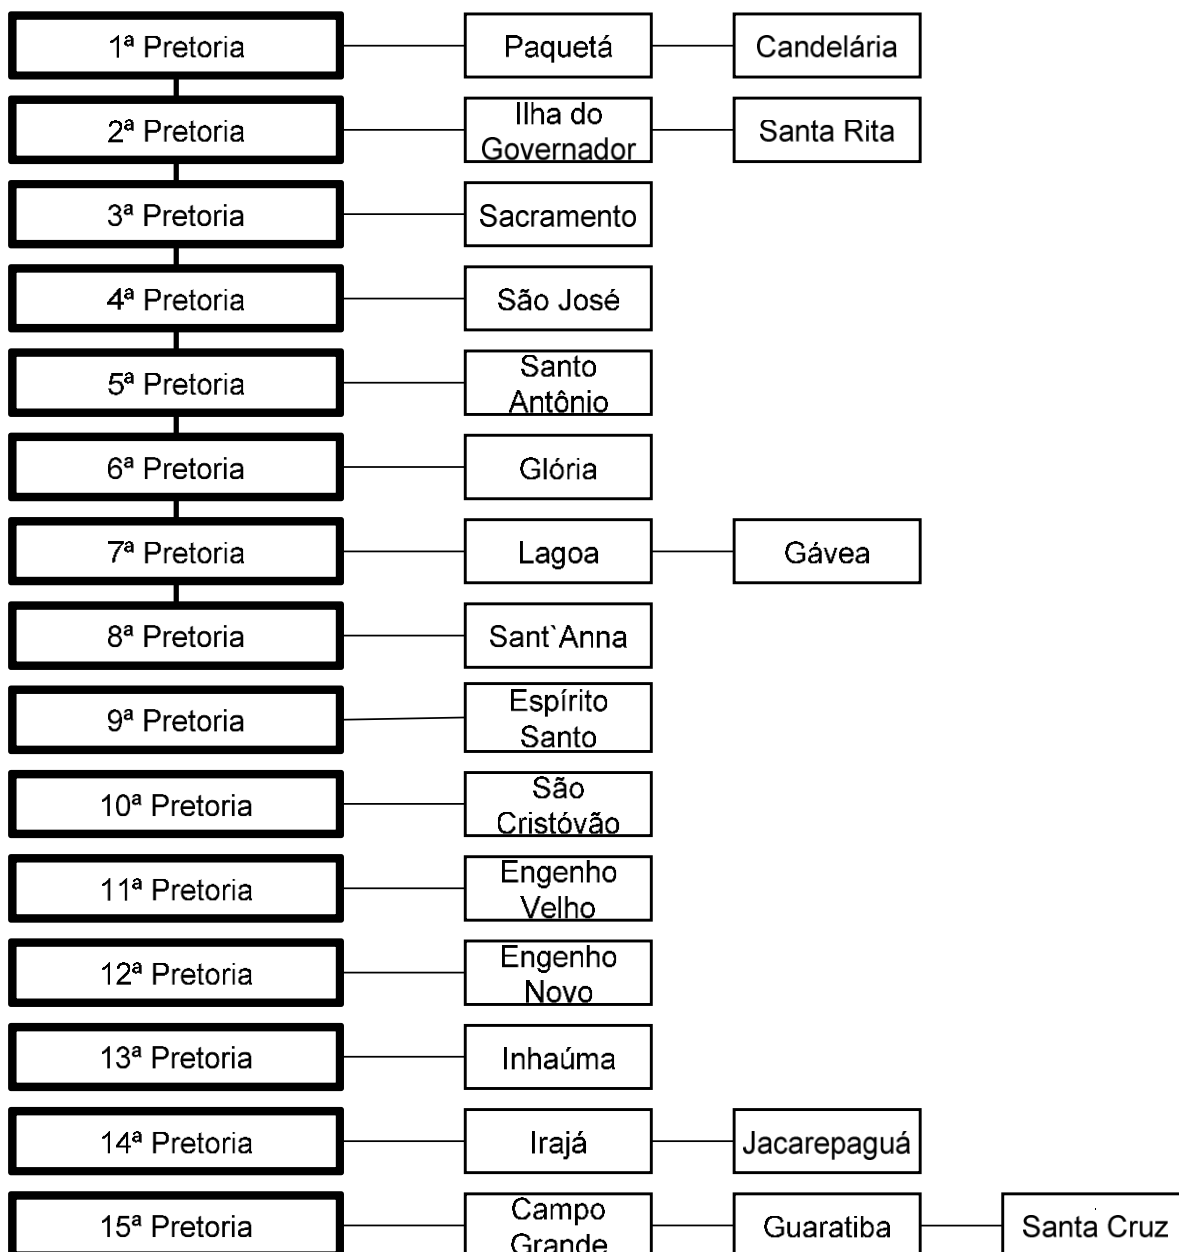 1ª Pretoria
Paquetá
Candelária
2ª Pretoria
Ilha do
Governador
Santa Rita
3ª Pretoria
Sacramento
4ª Pretoria
São José
5ª Pretoria
Santo
Antônio
6ª Pretoria
Glória
7ª Pretoria
Lagoa
Gávea
8ª Pretoria
Sant`Anna
9ª Pretoria
Espírito
Santo
10ª Pretoria
São
Cristóvão
11ª Pretoria
Engenho
Velho
12ª Pretoria
Engenho
Novo
13ª Pretoria
Inhaúma
14ª Pretoria
Irajá
Jacarepaguá
15ª Pretoria
Campo
Grande
Guaratiba
Santa Cruz